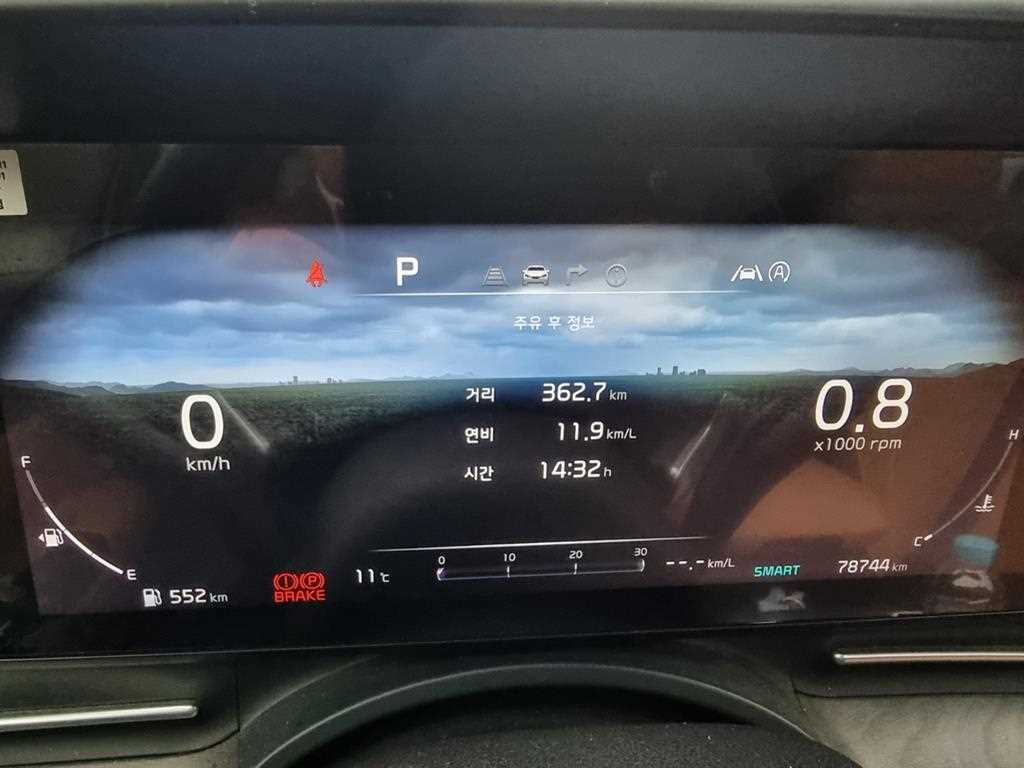 P
A
주유 후 정보
거리 362.7 km
연비 11.9 km/L
시간 14:32 h
0
km/h
0.8
x1000 rpm
F
E
H
C
552 km
P
BRAKE
11℃
0 10 20 30
--.- km/L
SMART
78744 km